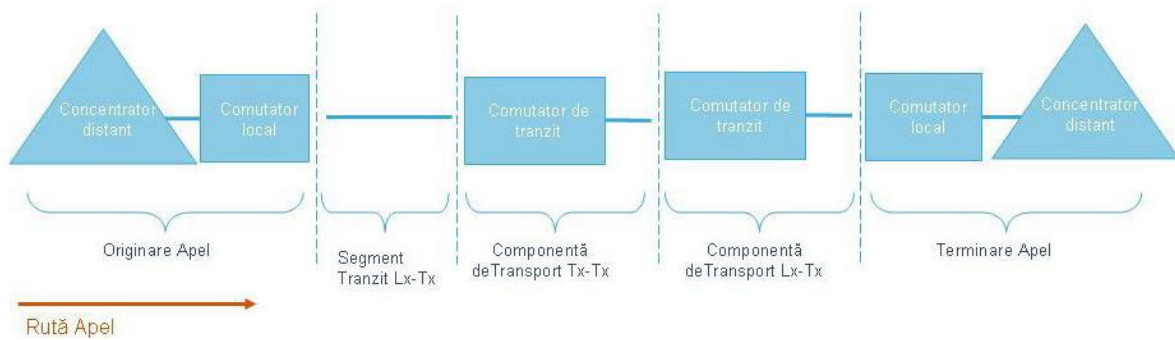 Concentrator
distant
Comutator
local
Comutator de
tranzit
Comutator de
tranzit
Comutator
local
Concentrator
distant
Originare Apel
Segment
Tranzit Lx-Tx
Componentă
deTransport Tx-Tx
Componentă
deTransport Lx-Tx
Terminare Apel
Rută Apel